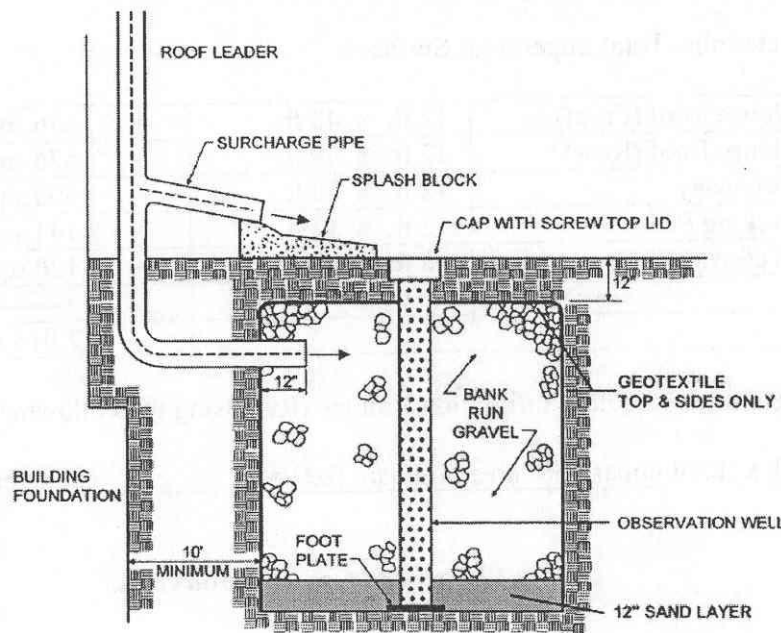 ROOF LEADER
SURCHARGE PIPE
SPLASH BLOCK
CAP WITH SCREW TOP LID
12"
12"
GEOTEXTILE
TOP & SIDES ONLY
BANK
RUN
GRAVEL
BUILDING
FOUNDATION
OBSERVATION WELL
FOOT
PLATE
10'
MINIMUM
12" SAND LAYER